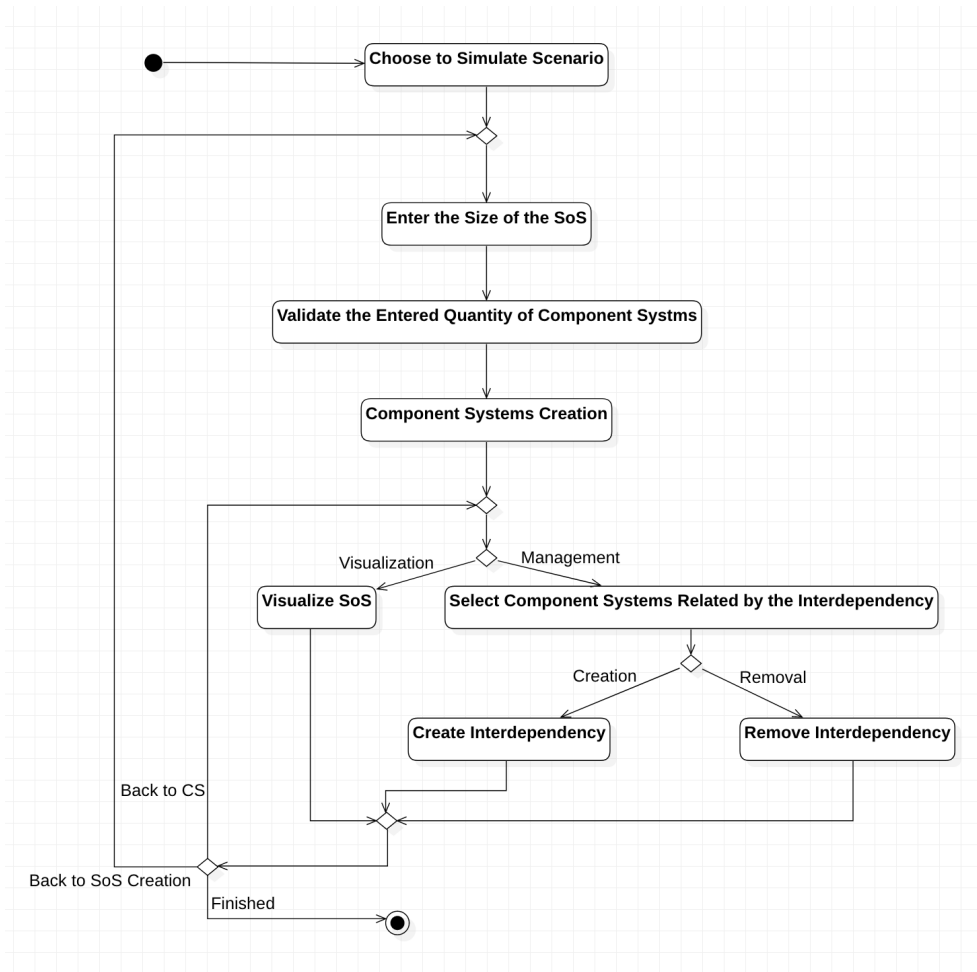 Choose to Simulate Scenario
Enter the Size of the SoS
Validate the Entered Quantity of Component Systms
Component Systems Creation
Visualization
Management
Visualize SoS
Select Component Systems Related by the Interdependency
Creation
Removal
Create Interdependency
Remove Interdependency
Back to CS
Back to SoS Creation
Finished